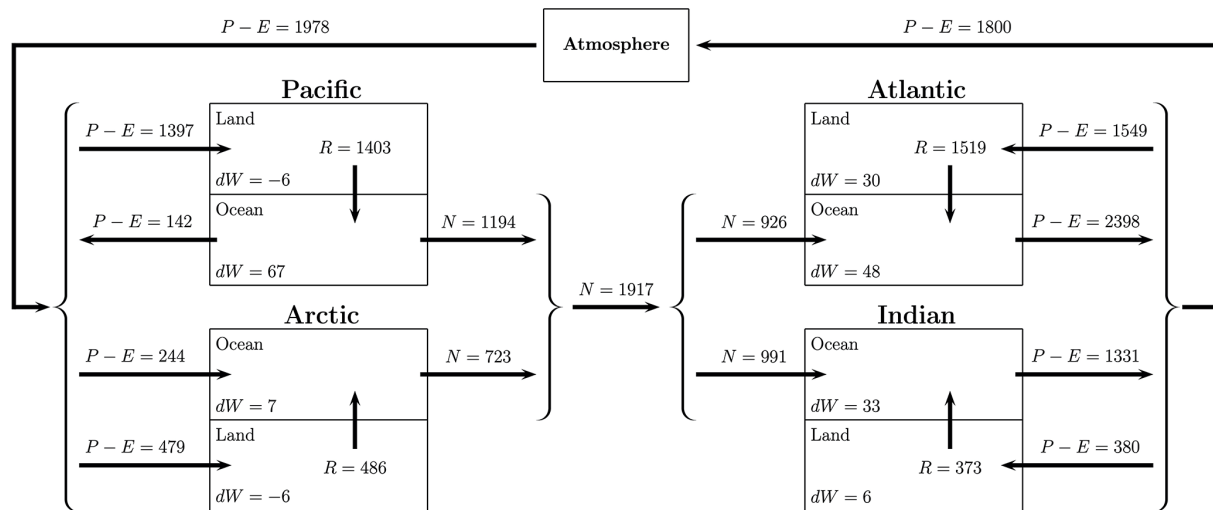 P − E = 1978
Atmosphere
P − E = 1800
Pacific
Land
P − E = 1397
R = 1403
dW = −6
Ocean
P − E = 142
N = 1194
dW = 67
Arctic
Ocean
P − E = 244
N = 723
dW = 7
Land
P − E = 479
R = 486
dW = −6
N = 1917
Atlantic
Land
P − E = 1549
R = 1519
dW = 30
Ocean
N = 926
P − E = 2398
dW = 48
Indian
Ocean
N = 991
P − E = 1331
dW = 33
Land
P − E = 380
R = 373
dW = 6